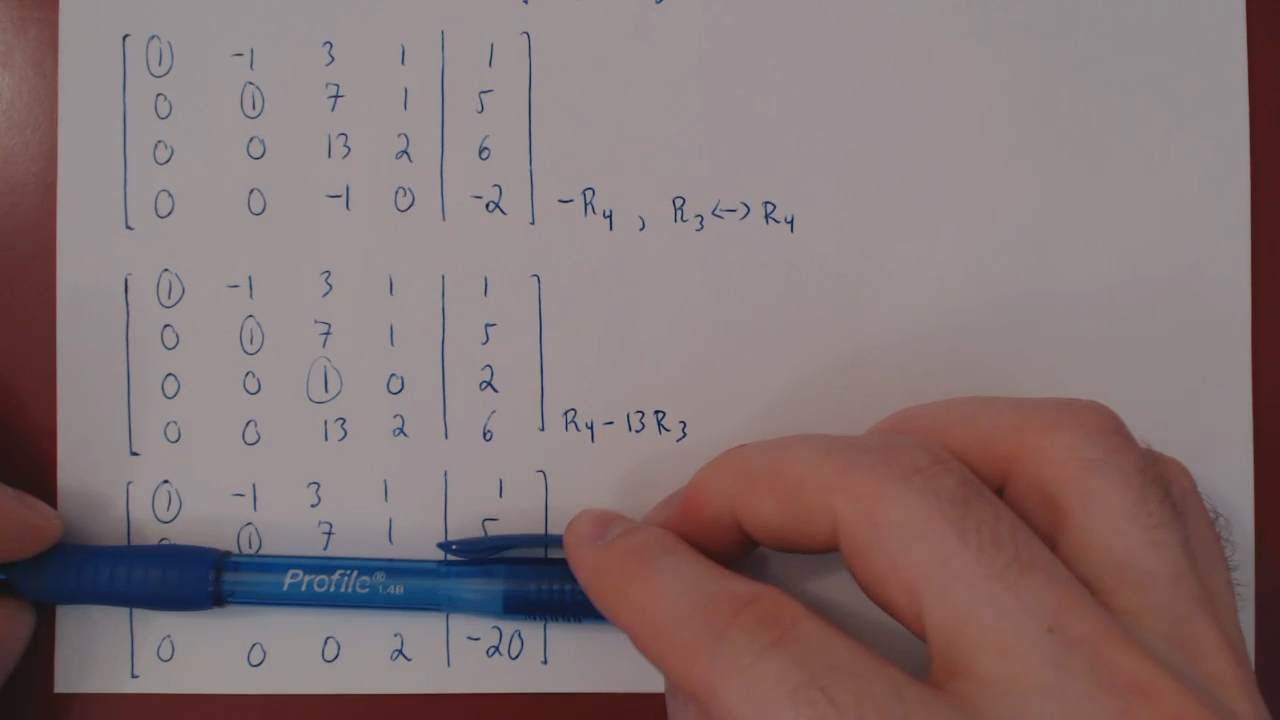 1 -1 3 1 | 1
0 1 7 1 | 5
0 0 13 2 | 6
0 0 -1 0 | -2 -R₄, R₃ <-> R₄
1 -1 3 1 | 1
0 1 7 1 | 5
0 0 1 0 | 2
0 0 13 2 | 6 R₄ - 13 R₃
1 -1 3 1 | 1
1 7 1 | 5
Profile® 1.4B
0 0 0 2 | -20